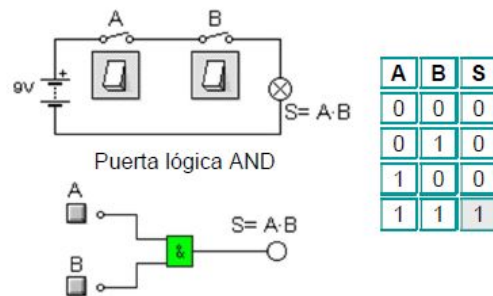 A B
9V
+
S= A·B
Puerta lógica AND
A
S= A·B
&
B
A B S
0 0 0
0 1 0
1 0 0
1 1 1